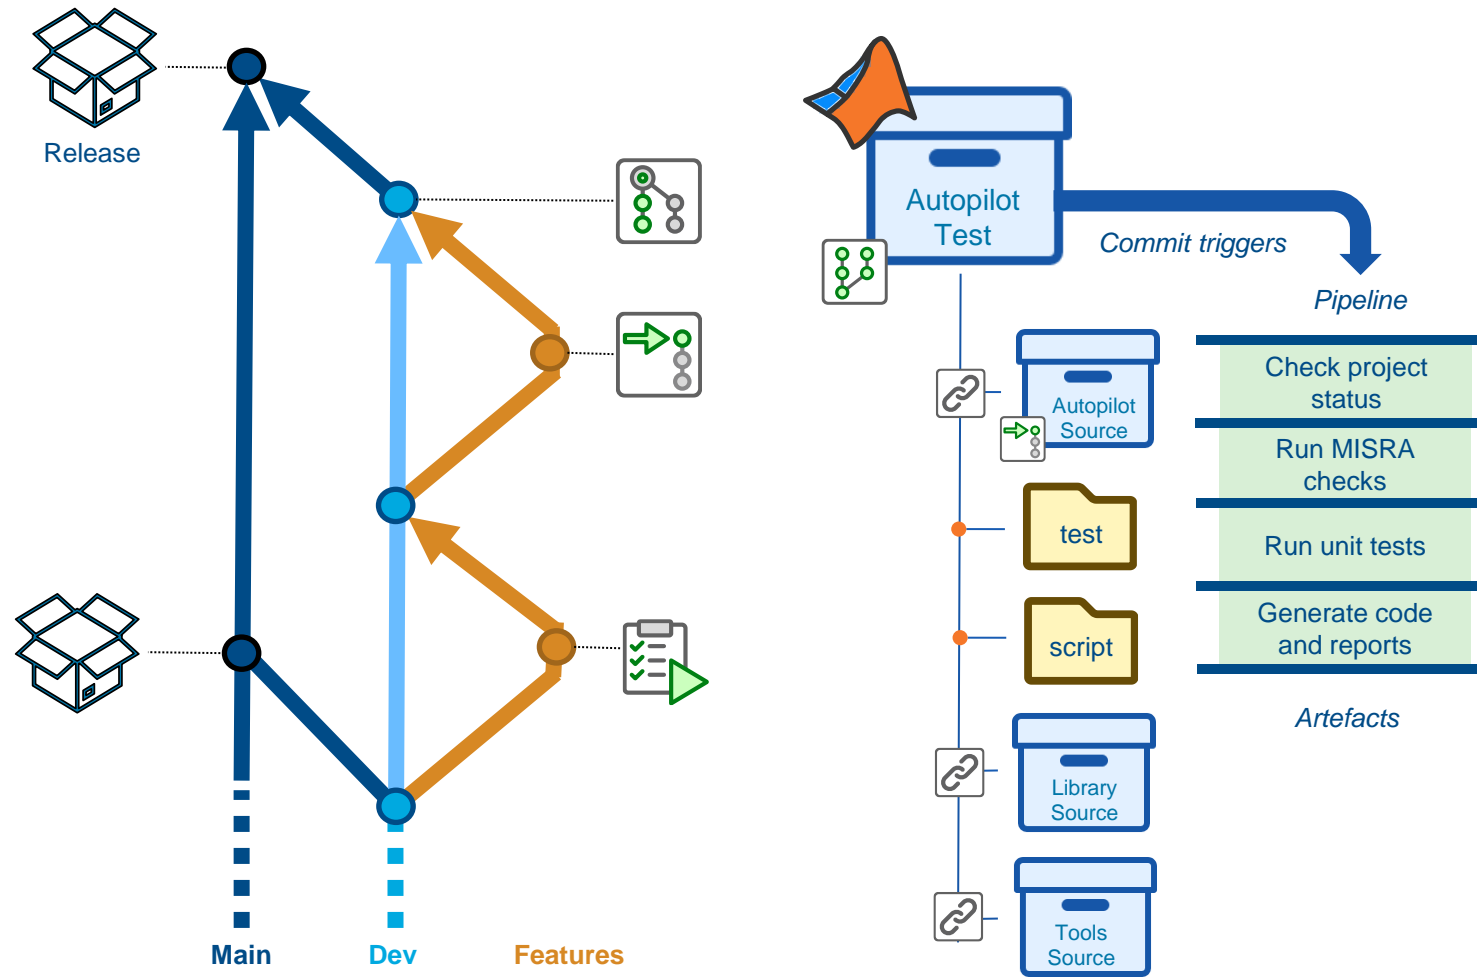 Release
Main
Dev
Features
Autopilot
Test
Commit triggers
Pipeline
Autopilot
Source
test
script
Library
Source
Tools
Source
Check project
status
Run MISRA
checks
Run unit tests
Generate code
and reports
Artefacts